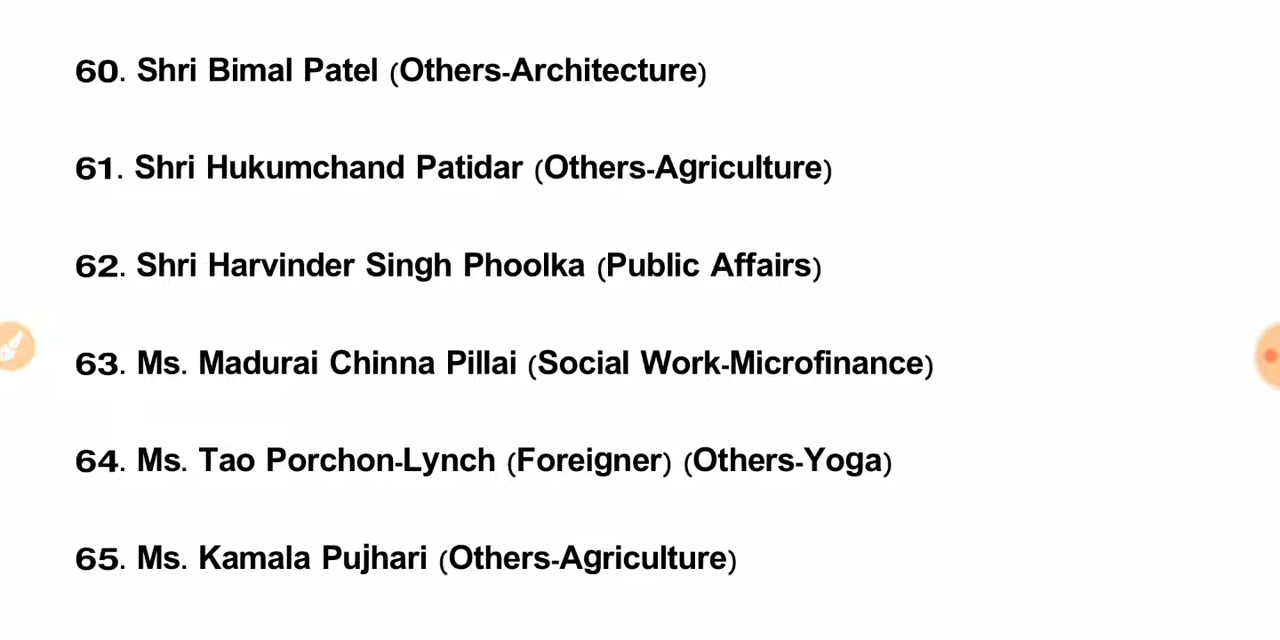 60. Shri Bimal Patel (Others-Architecture)
61. Shri Hukumchand Patidar (Others-Agriculture)
62. Shri Harvinder Singh Phoolka (Public Affairs)
63. Ms. Madurai Chinna Pillai (Social Work-Microfinance)
64. Ms. Tao Porchon-Lynch (Foreigner) (Others-Yoga)
65. Ms. Kamala Pujhari (Others-Agriculture)